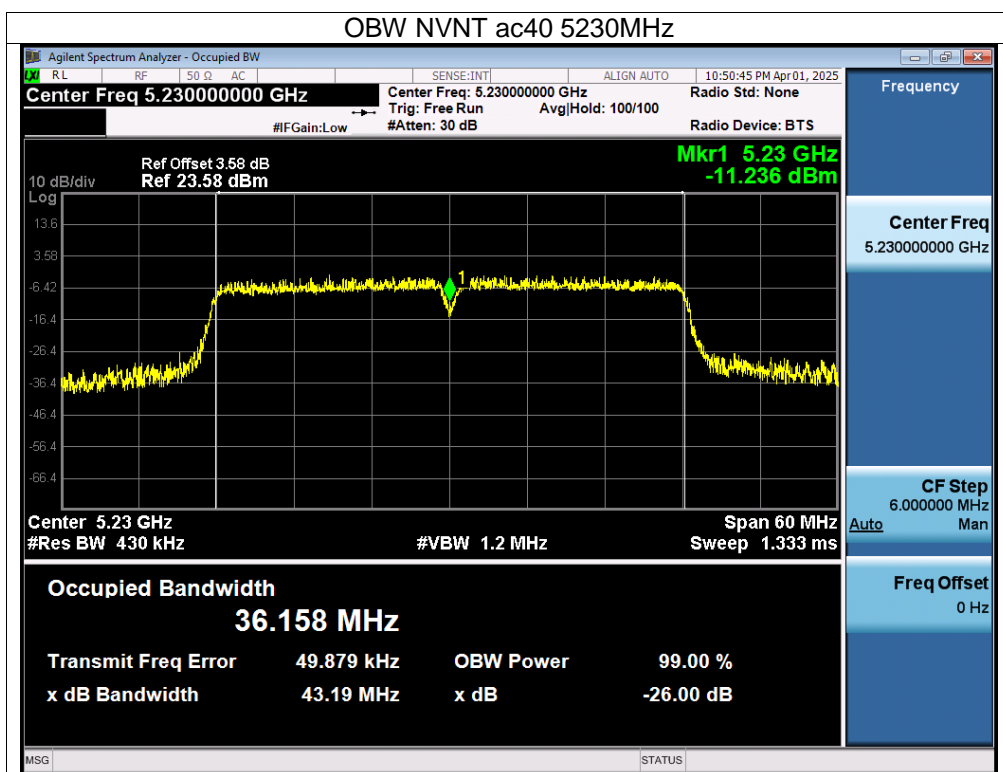 OBW NVNT ac40 5230MHz
Agilent Spectrum Analyzer - Occupied BW
LXI RL RF 50 Ω AC SENSE:INT ALIGN AUTO 10:50:45 PM Apr 01, 2025
Center Freq 5.230000000 GHz
Center Freq: 5.230000000 GHz
Radio Std: None
Trig: Free Run Avg|Hold: 100/100
#IFGain:Low
#Atten: 30 dB
Radio Device: BTS
Frequency
Mkr1 5.23 GHz
-11.236 dBm
Ref Offset 3.58 dB
10 dB/div Ref 23.58 dBm
Log
13.6
3.58
-6.42
-16.4
-26.4
-36.4
-46.4
-56.4
-66.4
1
Center 5.23 GHz Span 60 MHz
#Res BW 430 kHz #VBW 1.2 MHz Sweep 1.333 ms
Occupied Bandwidth
36.158 MHz
Transmit Freq Error 49.879 kHz OBW Power 99.00 %
x dB Bandwidth 43.19 MHz x dB -26.00 dB
Center Freq
5.230000000 GHz
CF Step
6.000000 MHz
Auto Man
Freq Offset
0 Hz
MSG STATUS